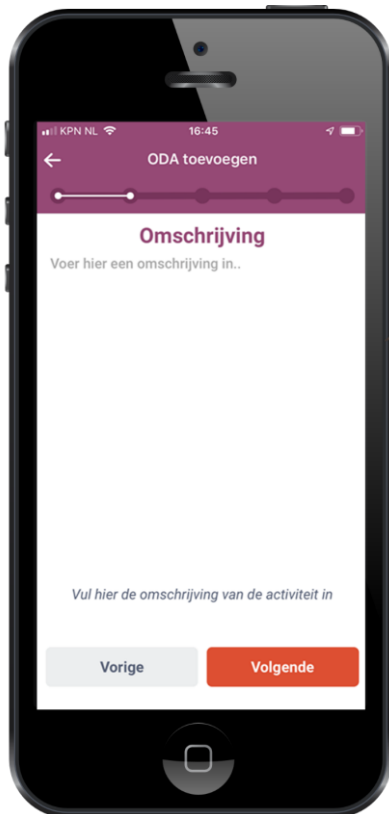 KPN NL 16:45
ODA toevoegen
Omschrijving
Voer hier een omschrijving in..
Vul hier de omschrijving van de activiteit in
Vorige Volgende